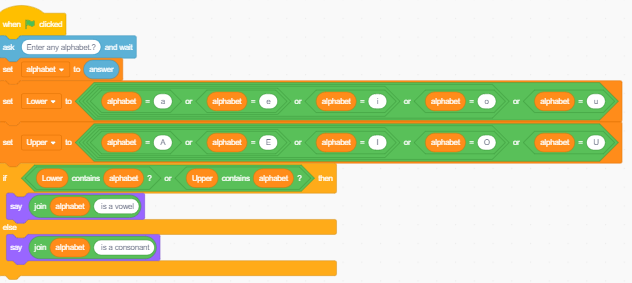 when clicked
ask Enter any alphabet.? and wait
set alphabet to answer
set Lower to alphabet = a or alphabet = e or alphabet = i or alphabet = o or alphabet = u
set Upper to alphabet = A or alphabet = E or alphabet = I or alphabet = O or alphabet = U
if Lower contains alphabet ? or Upper contains alphabet ? then
say join alphabet is a vowel
else
say join alphabet is a consonant